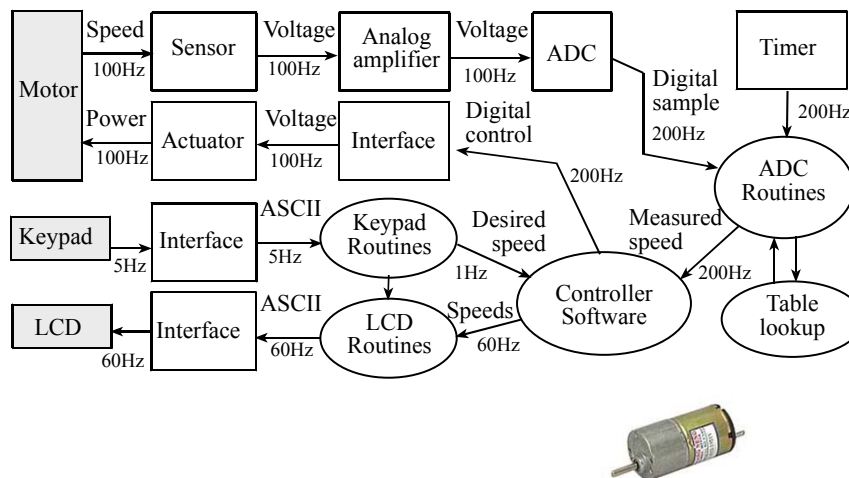 Speed
100Hz
Motor
Sensor
Voltage
100Hz
Analog
amplifier
Voltage
100Hz
ADC
Digital
sample
200Hz
Timer
200Hz
Power
100Hz
Actuator
Voltage
100Hz
Interface
Digital
control
200Hz
ADC
Routines
Keypad
5Hz
Interface
ASCII
5Hz
Keypad
Routines
Desired
speed
1Hz
Measured
speed
200Hz
Controller
Software
Table
lookup
LCD
60Hz
Interface
ASCII
60Hz
LCD
Routines
Speeds
60Hz